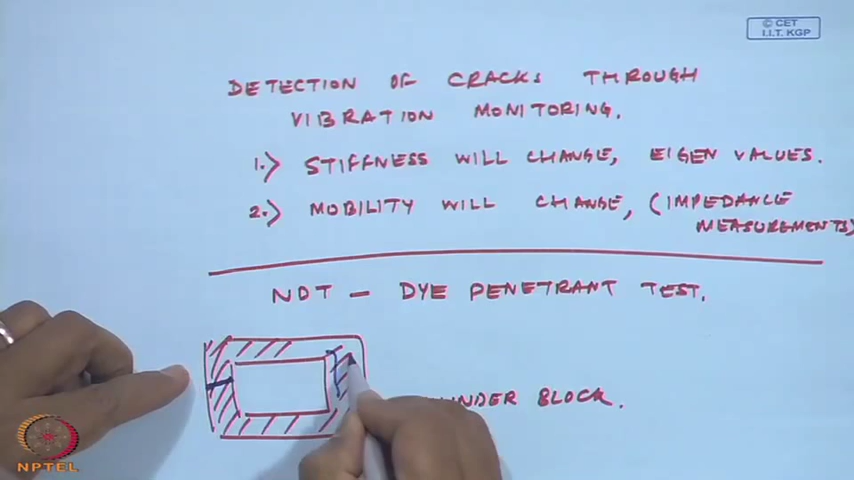 © CET
I.I.T. KGP
DETECTION OF CRACKS THROUGH
VIBRATION MONITORING.
1.) STIFFNESS WILL CHANGE, EIGEN VALUES.
2.) MOBILITY WILL CHANGE, (IMPEDANCE
MEASUREMENTS)
NDT - DYE PENETRANT TEST.
BLOCK.
NPTEL